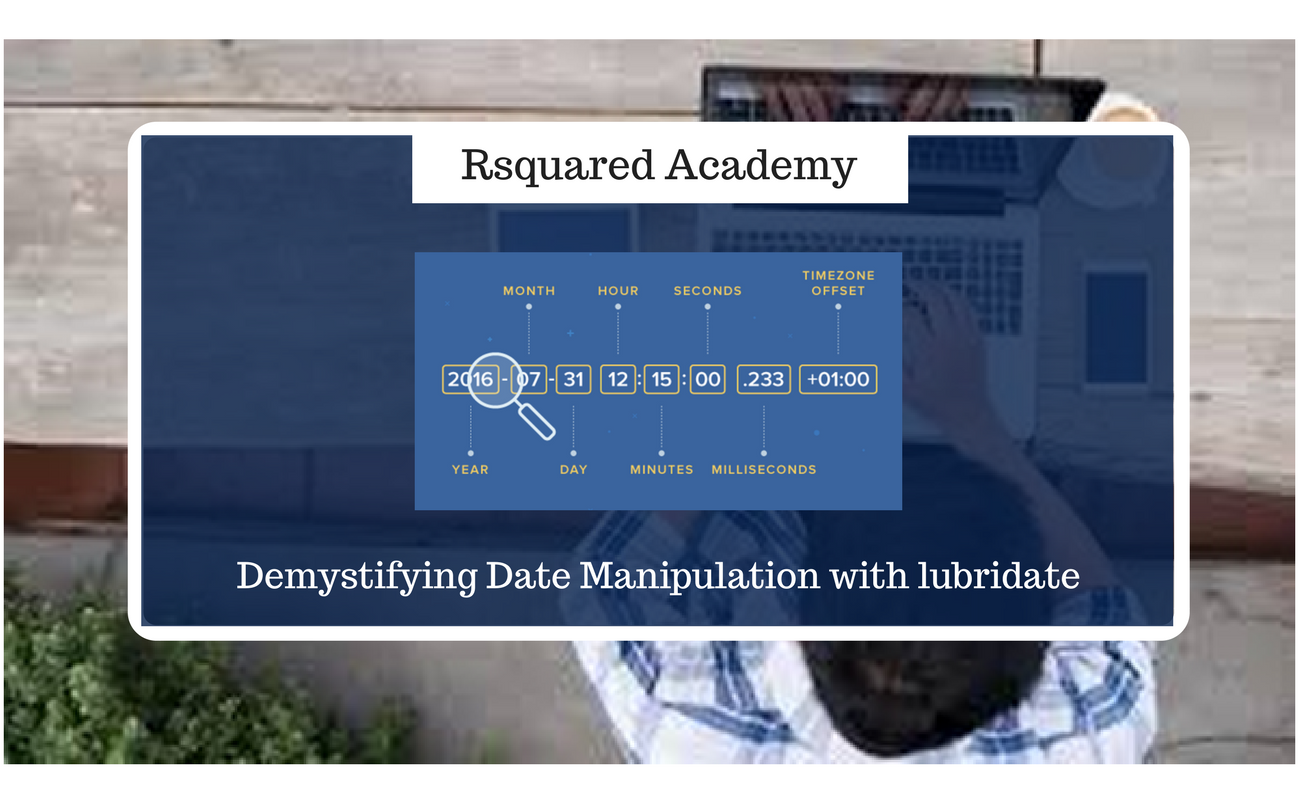 Rsquared Academy
TIMEZONE
MONTH HOUR SECONDS OFFSET
2016-07-31 12:15:00 .233 +01:00
YEAR DAY MINUTES MILLISECONDS
Demystifying Date Manipulation with lubridate